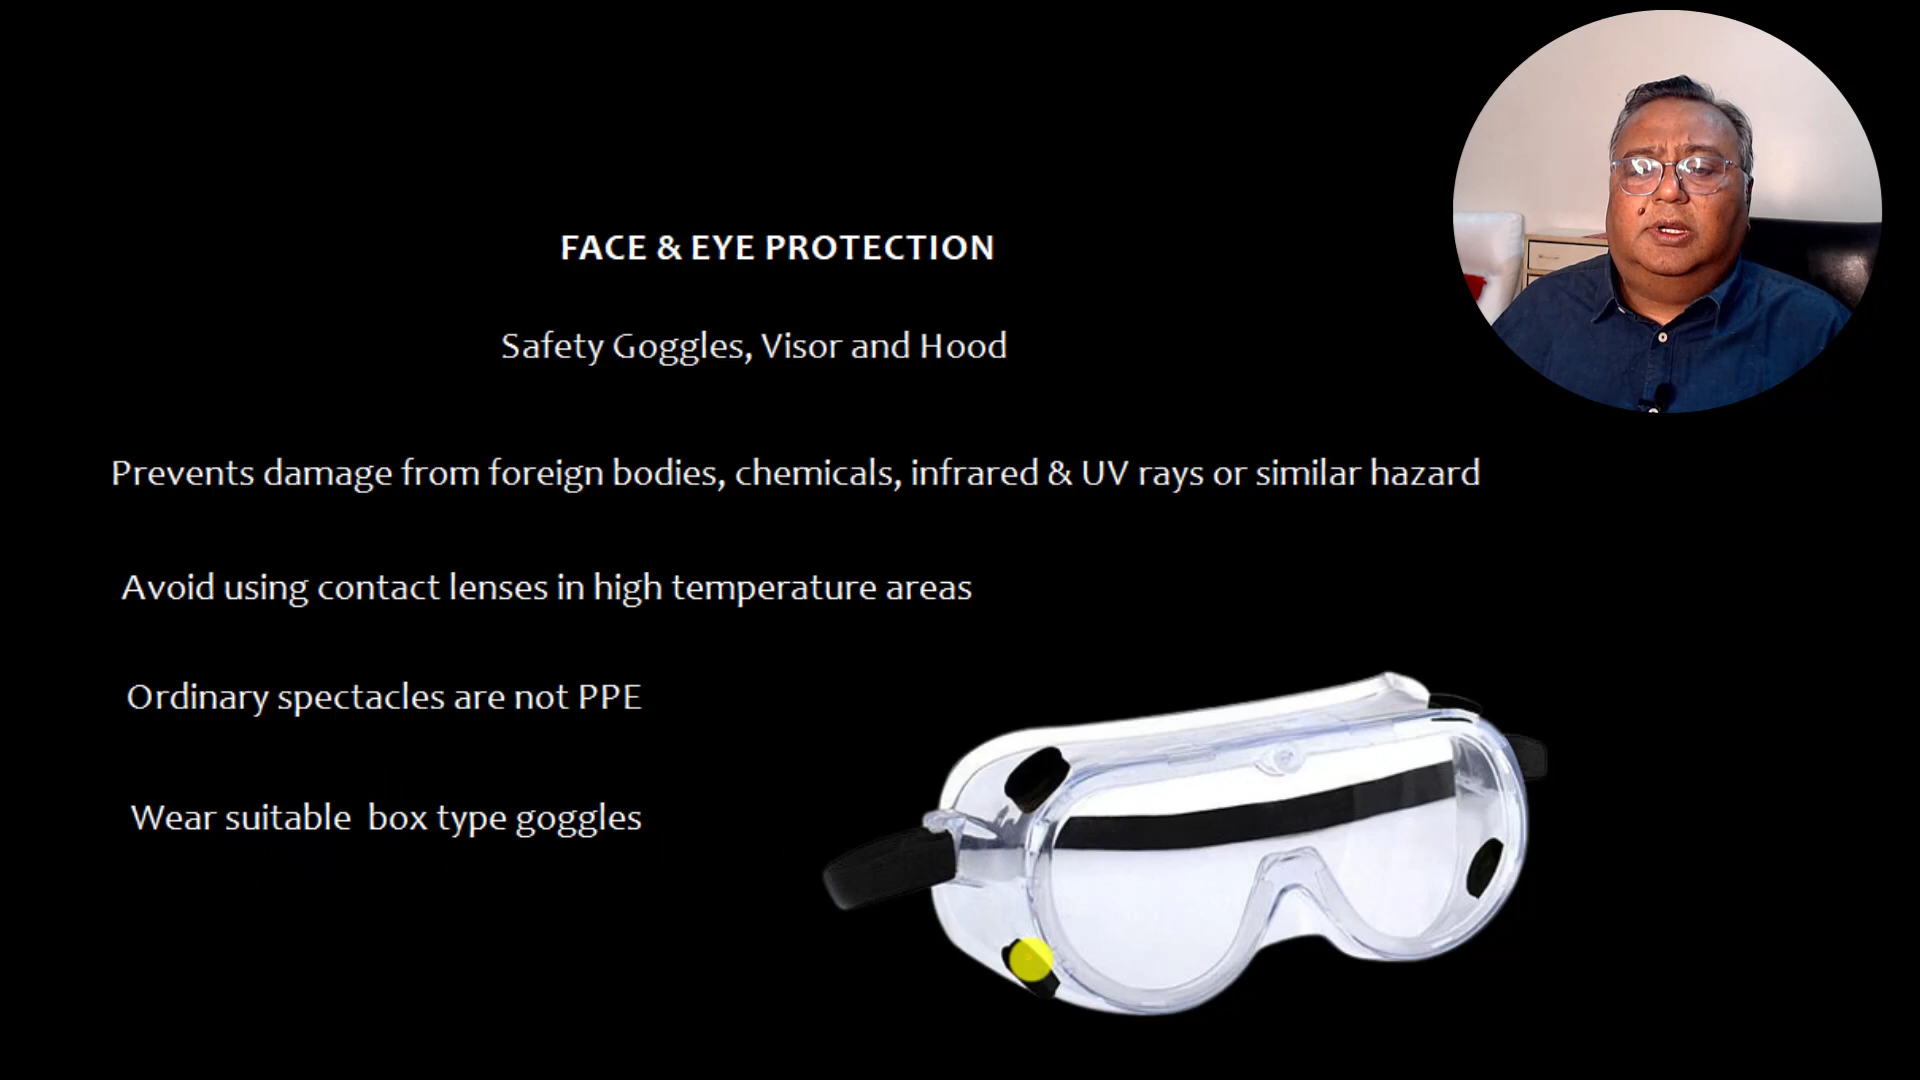 FACE & EYE PROTECTION
Safety Goggles, Visor and Hood
Prevents damage from foreign bodies, chemicals, infrared & UV rays or similar hazard
Avoid using contact lenses in high temperature areas
Ordinary spectacles are not PPE
Wear suitable  box type goggles